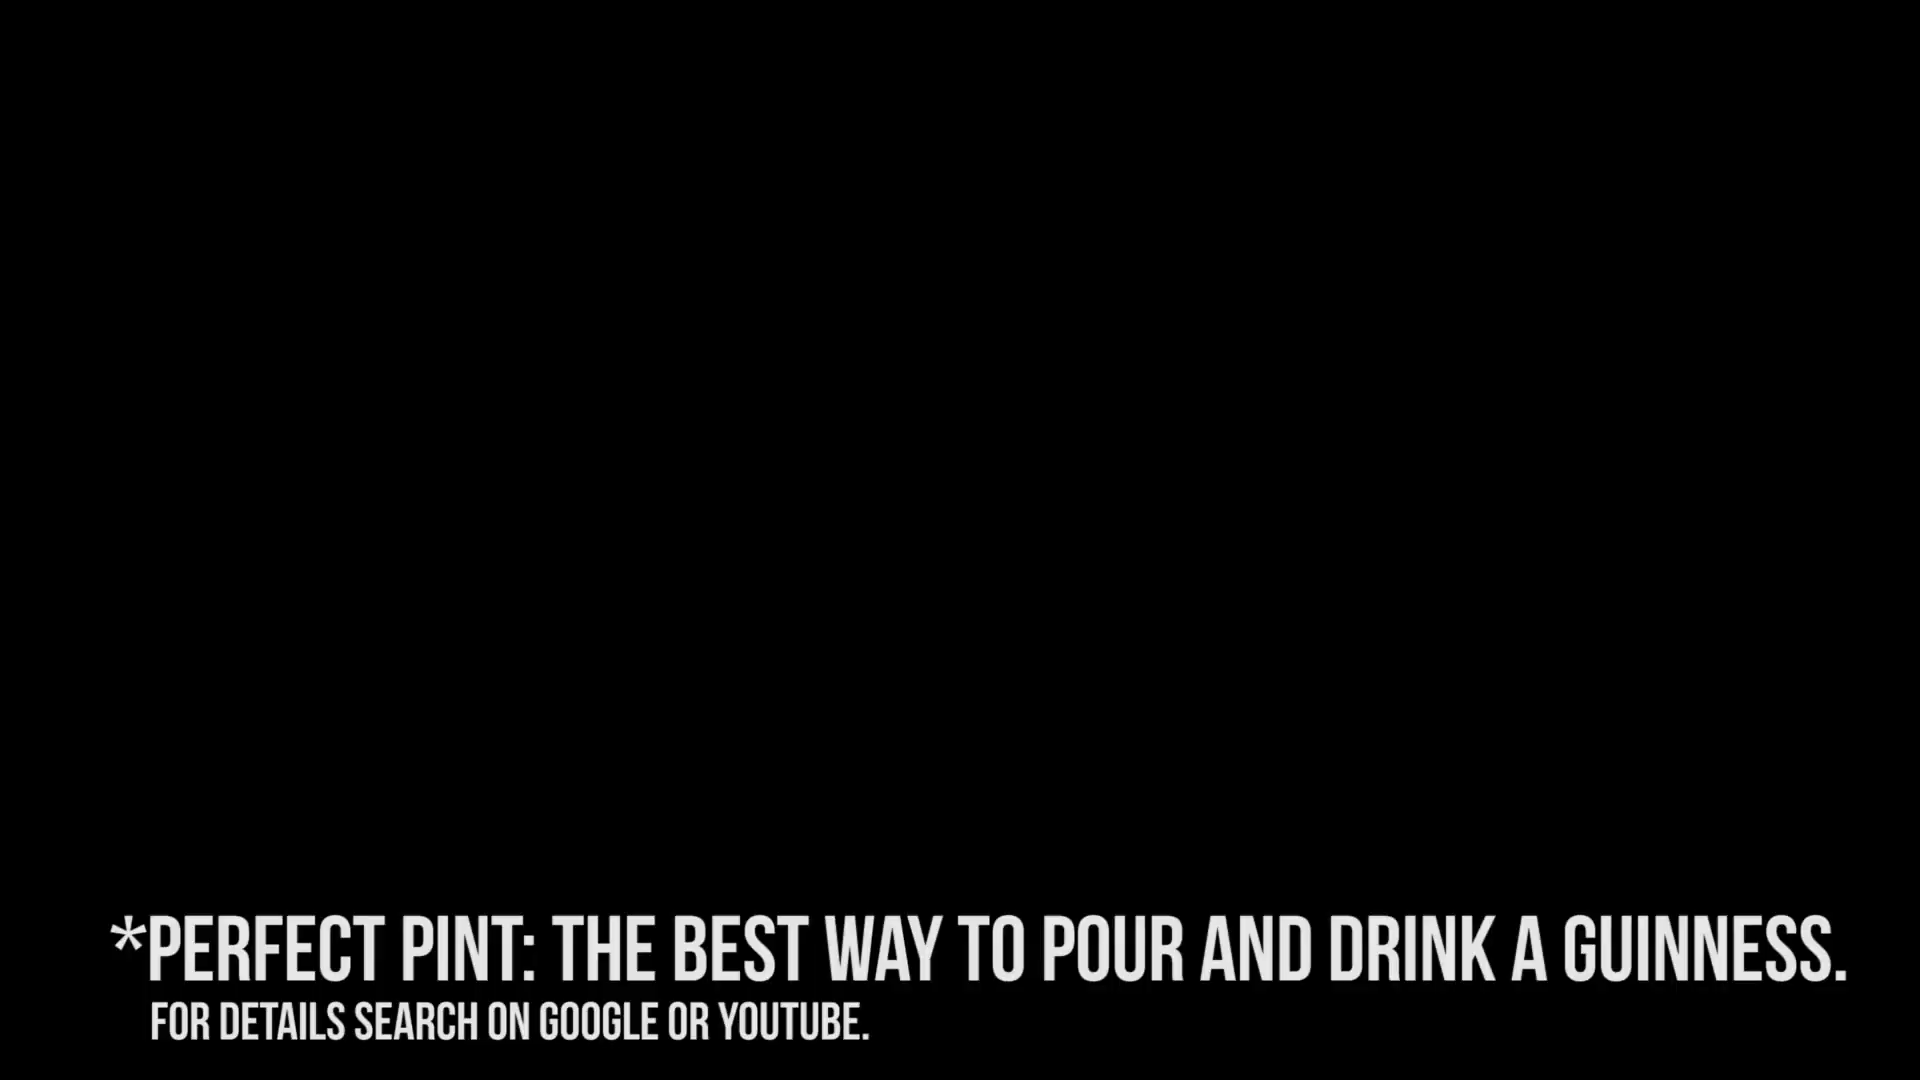 *PERFECT PINT: THE BEST WAY TO POUR AND DRINK A GUINNESS.
FOR DETAILS SEARCH ON GOOGLE OR YOUTUBE.